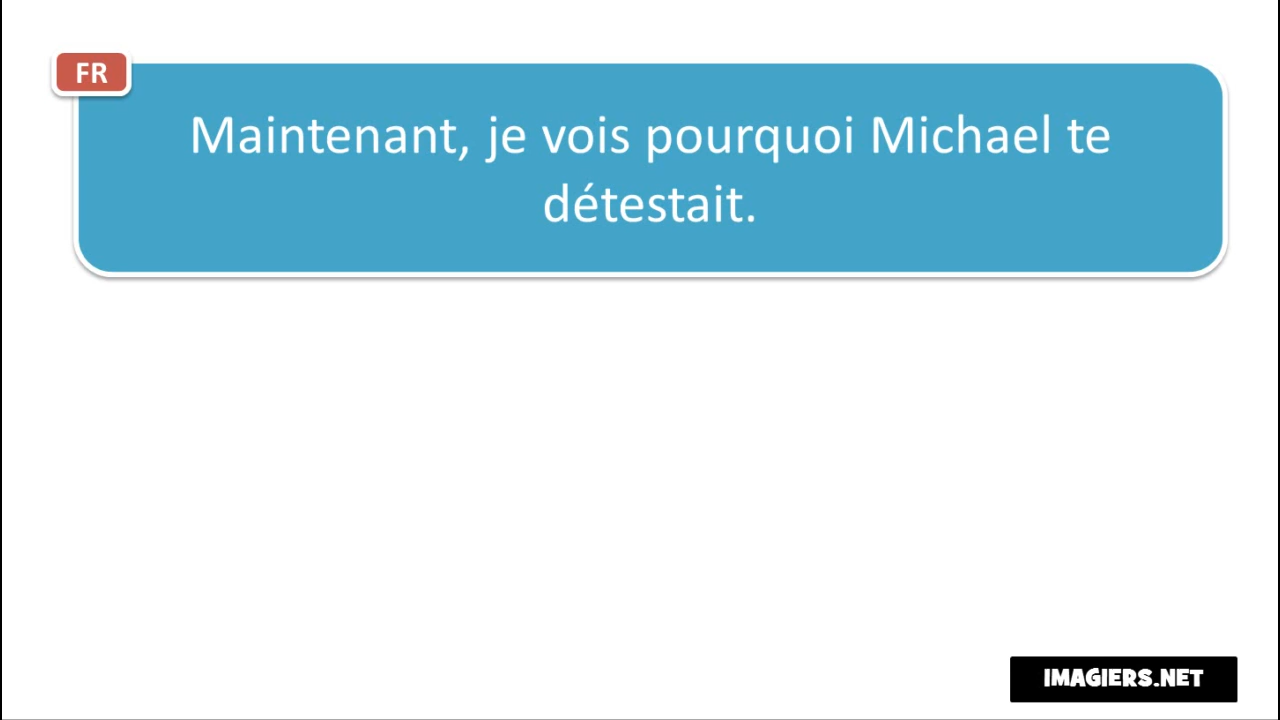 FR
Maintenant, je vois pourquoi Michael te
détestait.
IMAGIERS.NET